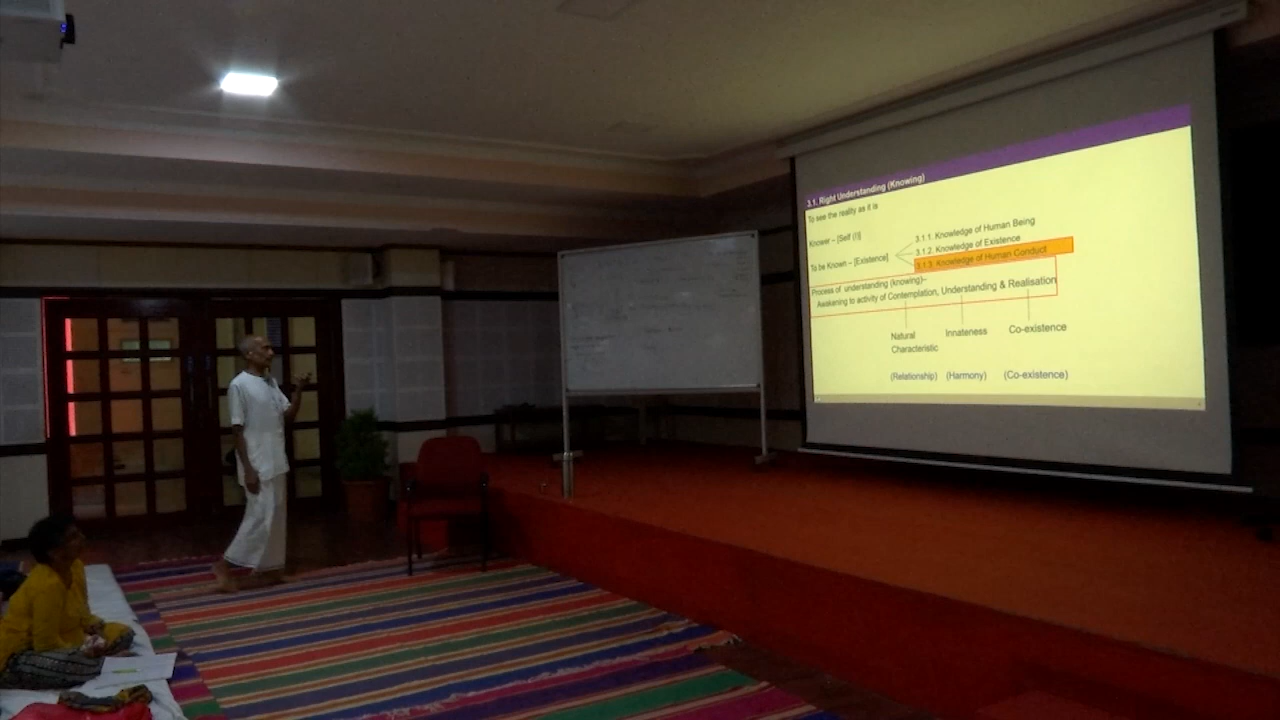 3.1. Right Understanding (Knowing)
To see the reality as it is
Knower – [Self (I)]
To be Known – [Existence]
3.1.1. Knowledge of Human Being
3.1.2. Knowledge of Existence
3.1.3. Knowledge of Human Conduct
Process of understanding (knowing)–
Awakening to activity of Contemplation, Understanding & Realisation
Natural Characteristic
Innateness
Co-existence
(Relationship) (Harmony) (Co-existence)